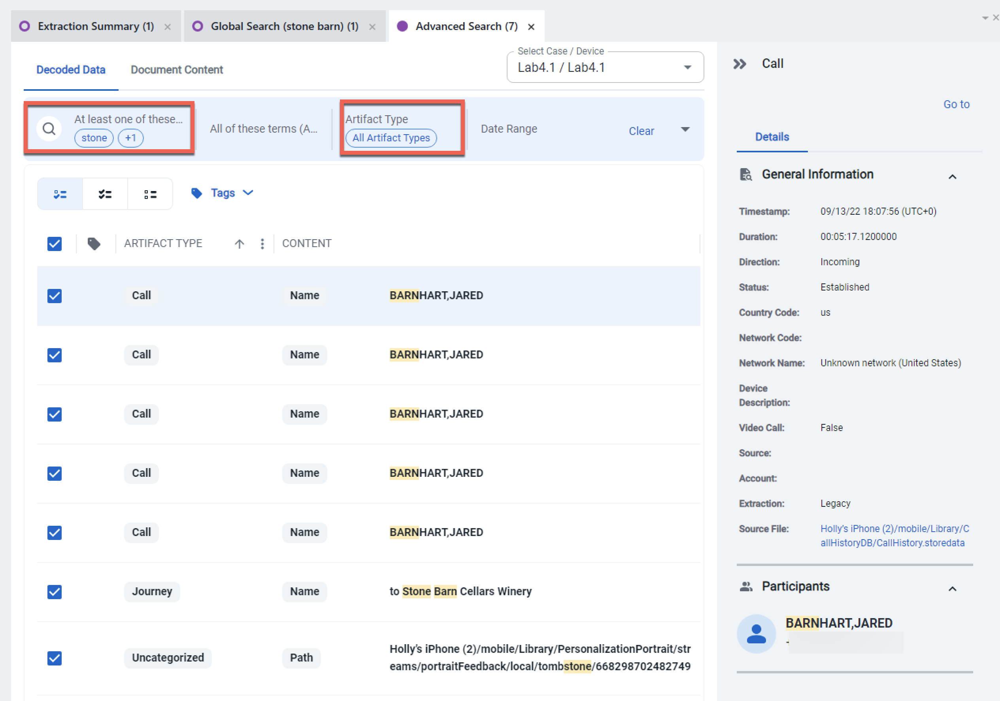 Extraction Summary (1)
Global Search (stone barn) (1)
Advanced Search (7)
Decoded Data
Document Content
Select Case / Device
Lab4.1 / Lab4.1
At least one of these...
stone
+1
All of these terms (A...
Artifact Type
All Artifact Types
Date Range
Clear
Tags
ARTIFACT TYPE
CONTENT
Call
Name
BARNHART,JARED
Call
Name
BARNHART,JARED
Call
Name
BARNHART,JARED
Call
Name
BARNHART,JARED
Call
Name
BARNHART,JARED
Journey
Name
to Stone Barn Cellars Winery
Uncategorized
Path
Holly's iPhone (2)/mobile/Library/PersonalizationPortrait/str
eams/portraitFeedback/local/tombstone/668298702482749
Call
Go to
Details
General Information
Timestamp: 09/13/22 18:07:56 (UTC+0)
Duration: 00:05:17.1200000
Direction: Incoming
Status: Established
Country Code: us
Network Code:
Network Name: Unknown network (United States)
Device
Description:
Video Call: False
Source:
Account:
Extraction: Legacy
Source File: Holly's iPhone (2)/mobile/Library/C
allHistoryDB/CallHistory.storedata
Participants
BARNHART,JARED